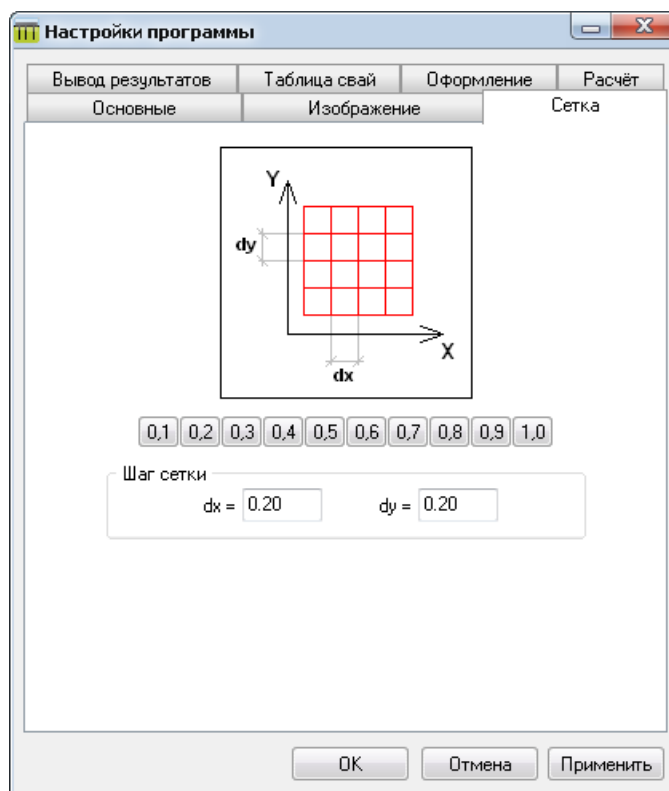 Настройки программы
Вывод результатов Таблица свай Оформление Расчёт
Основные Изображение Сетка
Y
dy
X
dx
0,1 0,2 0,3 0,4 0,5 0,6 0,7 0,8 0,9 1,0
Шаг сетки
dx = 0.20 dy = 0.20
OK Отмена Применить